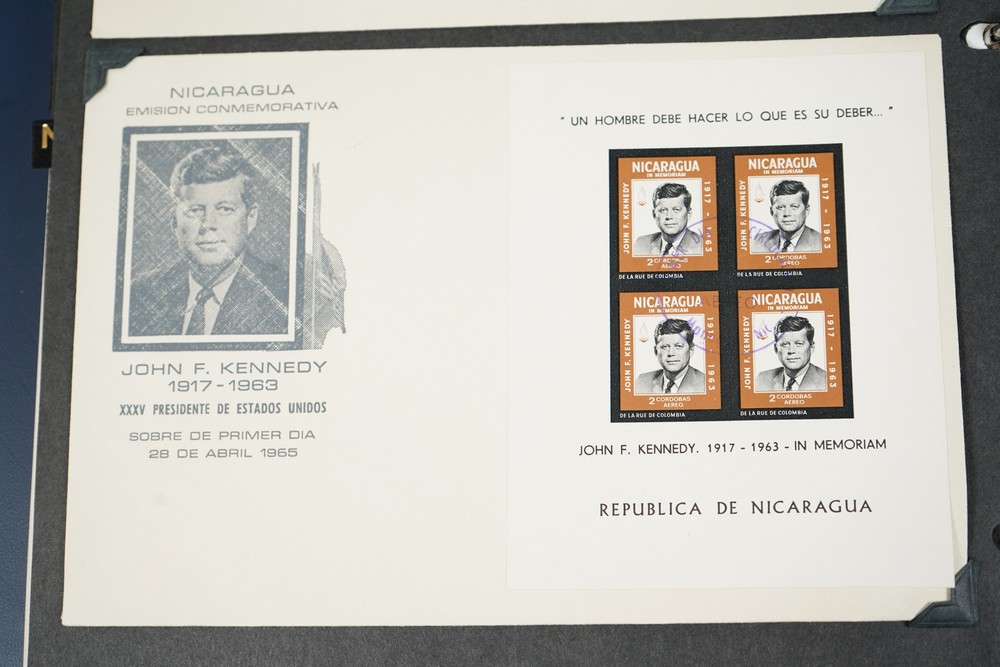 NICARAGUA
EMISION CONMEMORATIVA
JOHN F. KENNEDY
1917-1963
XXXV PRESIDENTE DE ESTADOS UNIDOS
SOBRE DE PRIMER DIA
28 DE ABRIL 1965
" UN HOMBRE DEBE HACER LO QUE ES SU DEBER... "
NICARAGUA
IN MEMORIAM
JOHN F. KENNEDY
1917 - 1963
2 CORDOBAS
AEREO
DE LA RUE DE COLOMBIA
NICARAGUA
IN MEMORIAM
JOHN F. KENNEDY
1917 - 1963
2 CORDOBAS
AEREO
DE LA RUE DE COLOMBIA
NICARAGUA
IN MEMORIAM
JOHN F. KENNEDY
1917 - 1963
2 CORDOBAS
AEREO
DE LA RUE DE COLOMBIA
NICARAGUA
IN MEMORIAM
JOHN F. KENNEDY
1917 - 1963
2 CORDOBAS
AEREO
DE LA RUE DE COLOMBIA
JOHN F. KENNEDY. 1917 - 1963 - IN MEMORIAM
REPUBLICA DE NICARAGUA